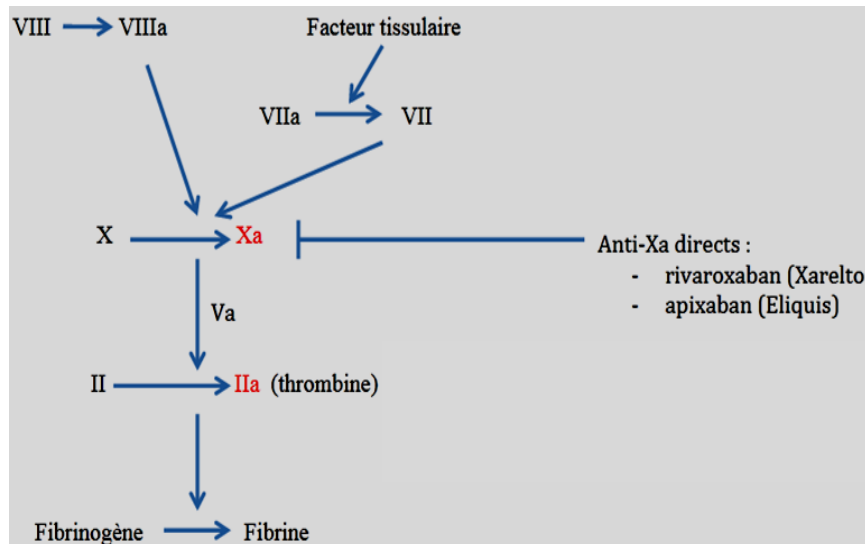 VIII VIIIa Facteur tissulaire
VIIa VII
X Xa
Anti-Xa directs :
- rivaroxaban (Xarelto
- apixaban (Eliquis)
Va
II IIa (thrombine)
Fibrinogène Fibrine